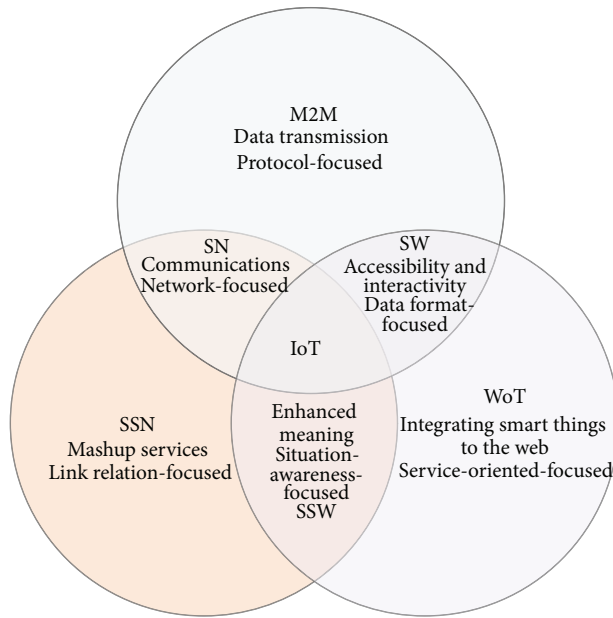 M2M
Data transmission
Protocol-focused
SN
Communications
Network-focused
SW
Accessibility and
interactivity
Data format-
focused
IoT
SSN
Mashup services
Link relation-focused
Enhanced
meaning
Situation-
awareness-
focused
SSW
WoT
Integrating smart things
to the web
Service-oriented-focused